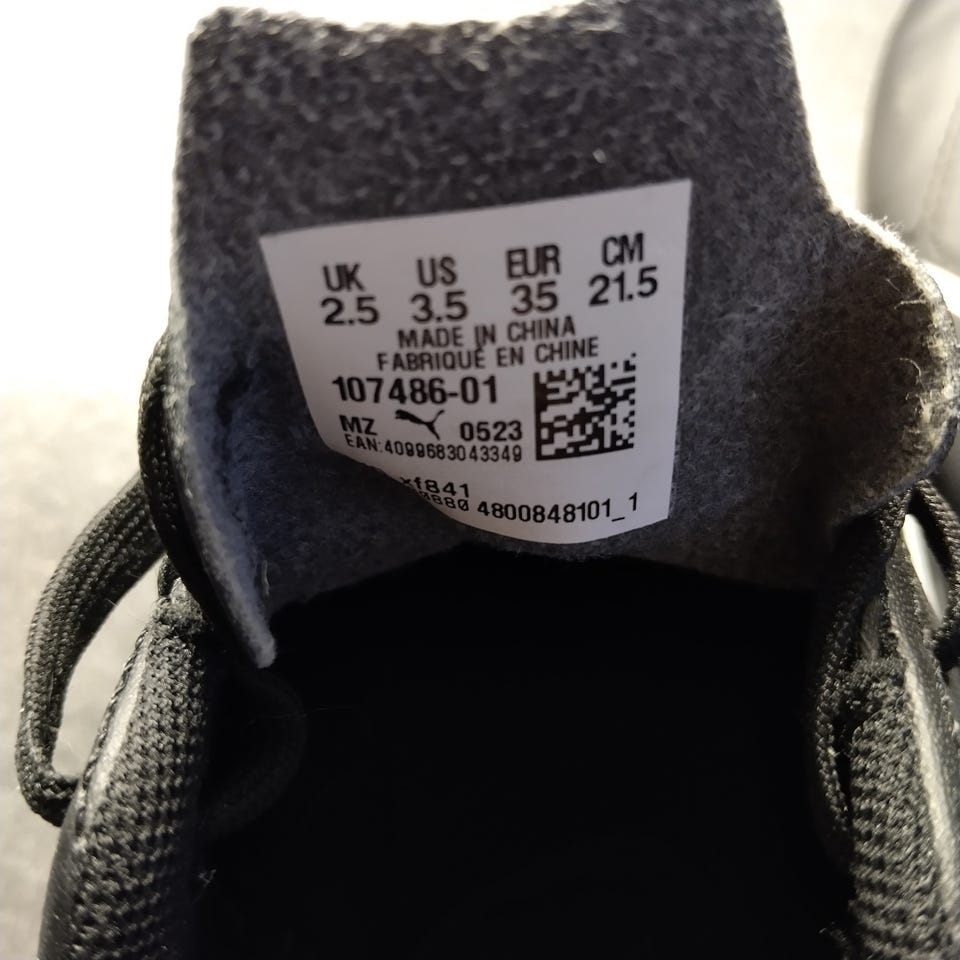 UK US EUR CM
2.5 3.5 35 21.5
MADE IN CHINA
FABRIQUÉ EN CHINE
107486-01
MZ 0523
EAN:4099683043349
4800848101_1